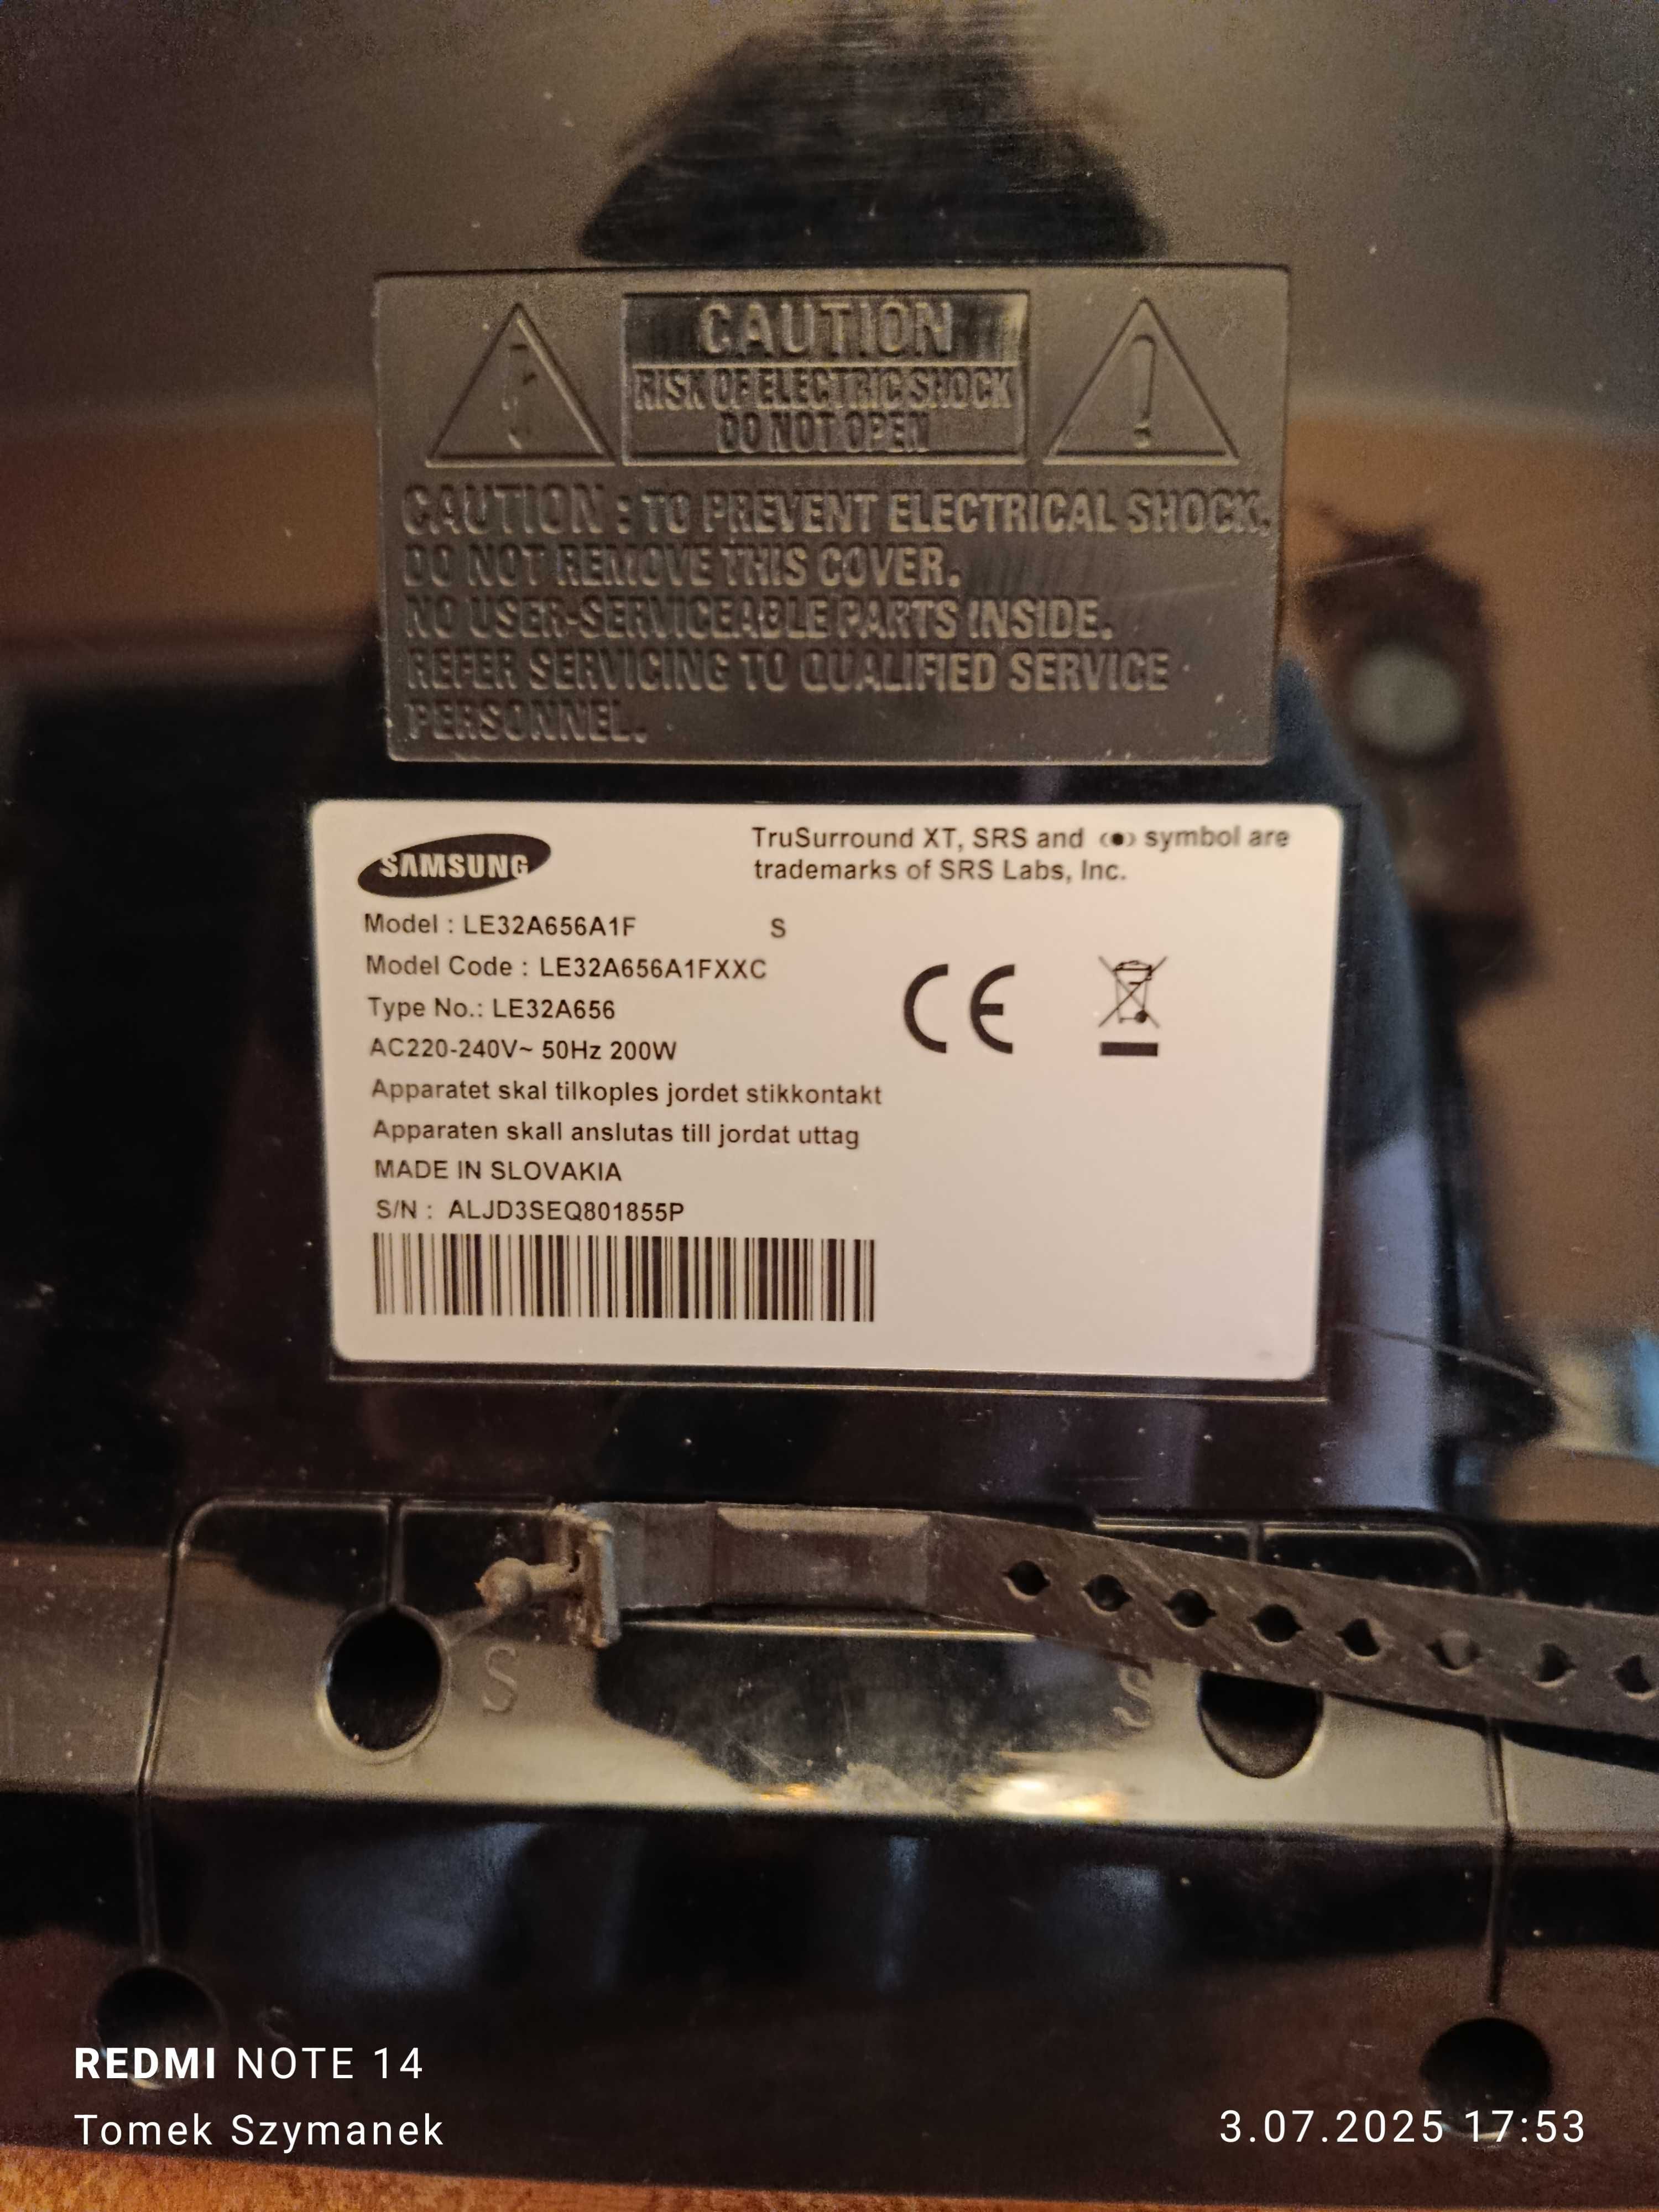 CAUTION
RISK OF ELECTRIC SHOCK
DO NOT OPEN
CAUTION : TO PREVENT ELECTRICAL SHOCK,
DO NOT REMOVE THIS COVER.
NO USER-SERVICEABLE PARTS INSIDE.
REFER SERVICING TO QUALIFIED SERVICE
PERSONNEL.
SAMSUNG
TruSurround XT, SRS and (●) symbol are
trademarks of SRS Labs, Inc.
Model : LE32A656A1F S
Model Code : LE32A656A1FXXC
Type No.: LE32A656
AC220-240V~ 50Hz 200W
CE
Apparatet skal tilkoples jordet stikkontakt
Apparaten skall anslutas till jordat uttag
MADE IN SLOVAKIA
S/N : ALJD3SEQ801855P
S
S
S
REDMI NOTE 14
Tomek Szymanek
3.07.2025 17:53